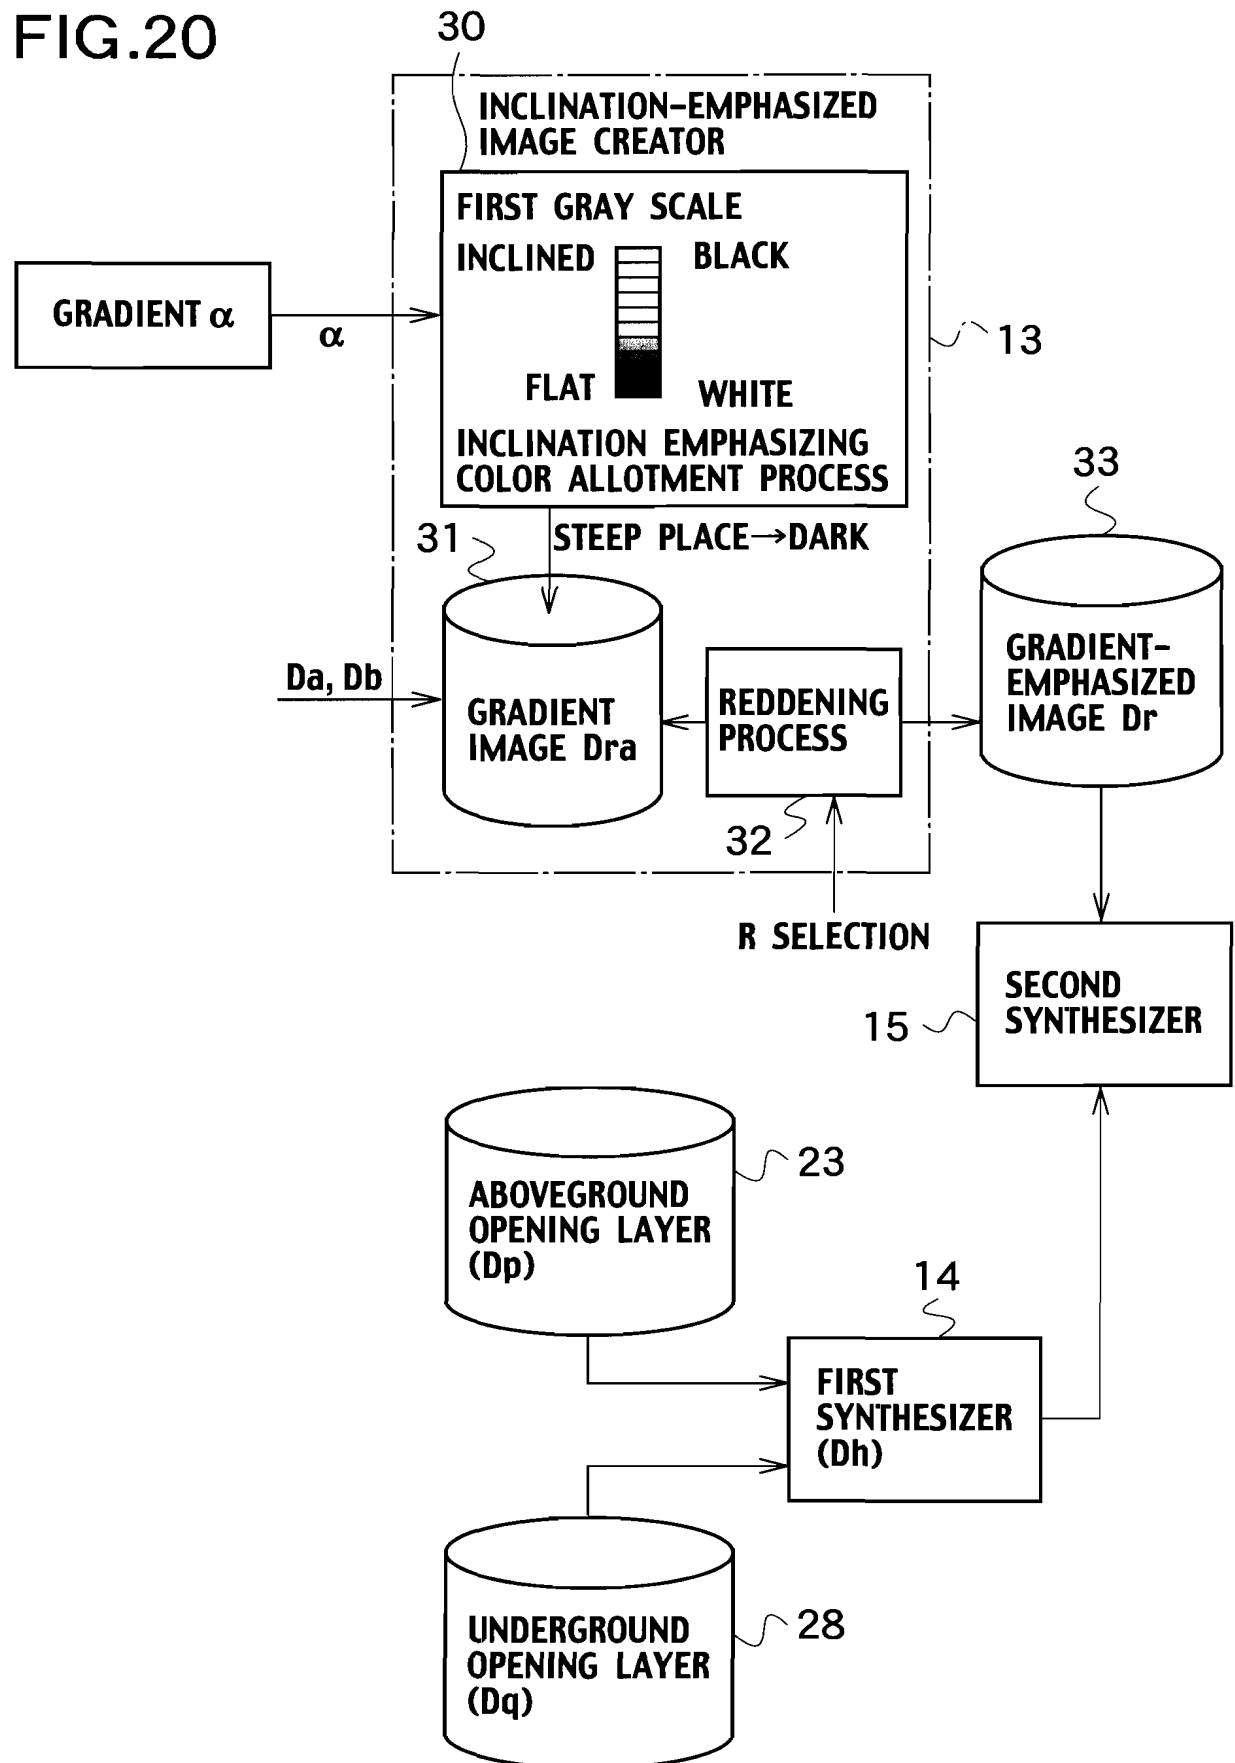 FIG.20
30
INCLINATION-EMPHASIZED
IMAGE CREATOR
FIRST GRAY SCALE
INCLINED
BLACK
GRADIENT α
α
13
FLAT
WHITE
INCLINATION EMPHASIZING
COLOR ALLOTMENT PROCESS
33
31
STEEP PLACE→DARK
Da, Db
GRADIENT
IMAGE Dra
REDDENING
PROCESS
GRADIENT-
EMPHASIZED
IMAGE Dr
32
R SELECTION
SECOND
SYNTHESIZER
15
23
ABOVEGROUND
OPENING LAYER
(Dp)
14
FIRST
SYNTHESIZER
(Dh)
UNDERGROUND
OPENING LAYER
(Dq)
28